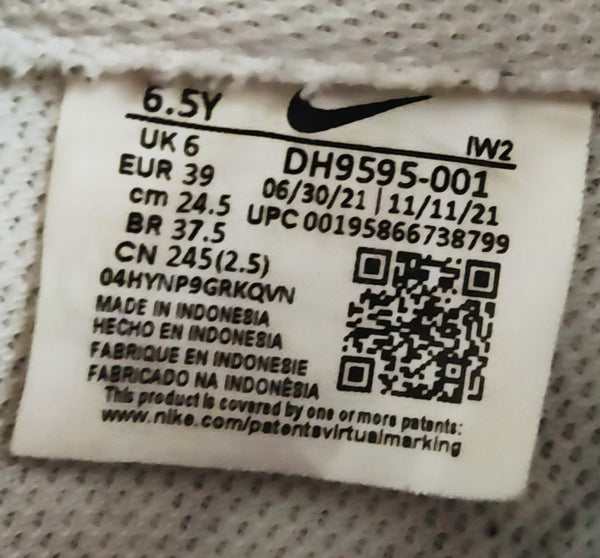 6.5Y
IW2
UK 6
EUR 39
cm 24.5
BR 37.5
CN 245(2.5)
DH9595-001
06/30/21 | 11/11/21
UPC 00195866738799
04HYNP9GRKQVN
MADE IN INDONESIA
HECHO EN INDONESIA
FABRIQUE EN INDONESIE
FABRICADO NA INDONÉSIA
This product is covered by one or more patents:
www.nike.com/patentsvirtualmarking